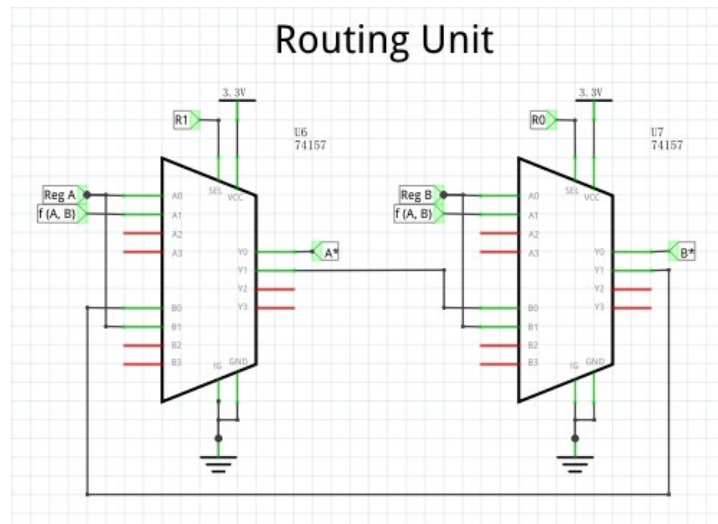 Routing Unit
3.3V
3.3V
R1
R0
U6
74157
U7
74157
SEL
VCC
SEL
VCC
Reg A
f (A, B)
A0
A1
A2
A3
Y0
Y1
Y2
Y3
A*
B0
B1
B2
B3
!G
GND
Reg B
f (A, B)
A0
A1
A2
A3
Y0
Y1
Y2
Y3
B*
B0
B1
B2
B3
!G
GND